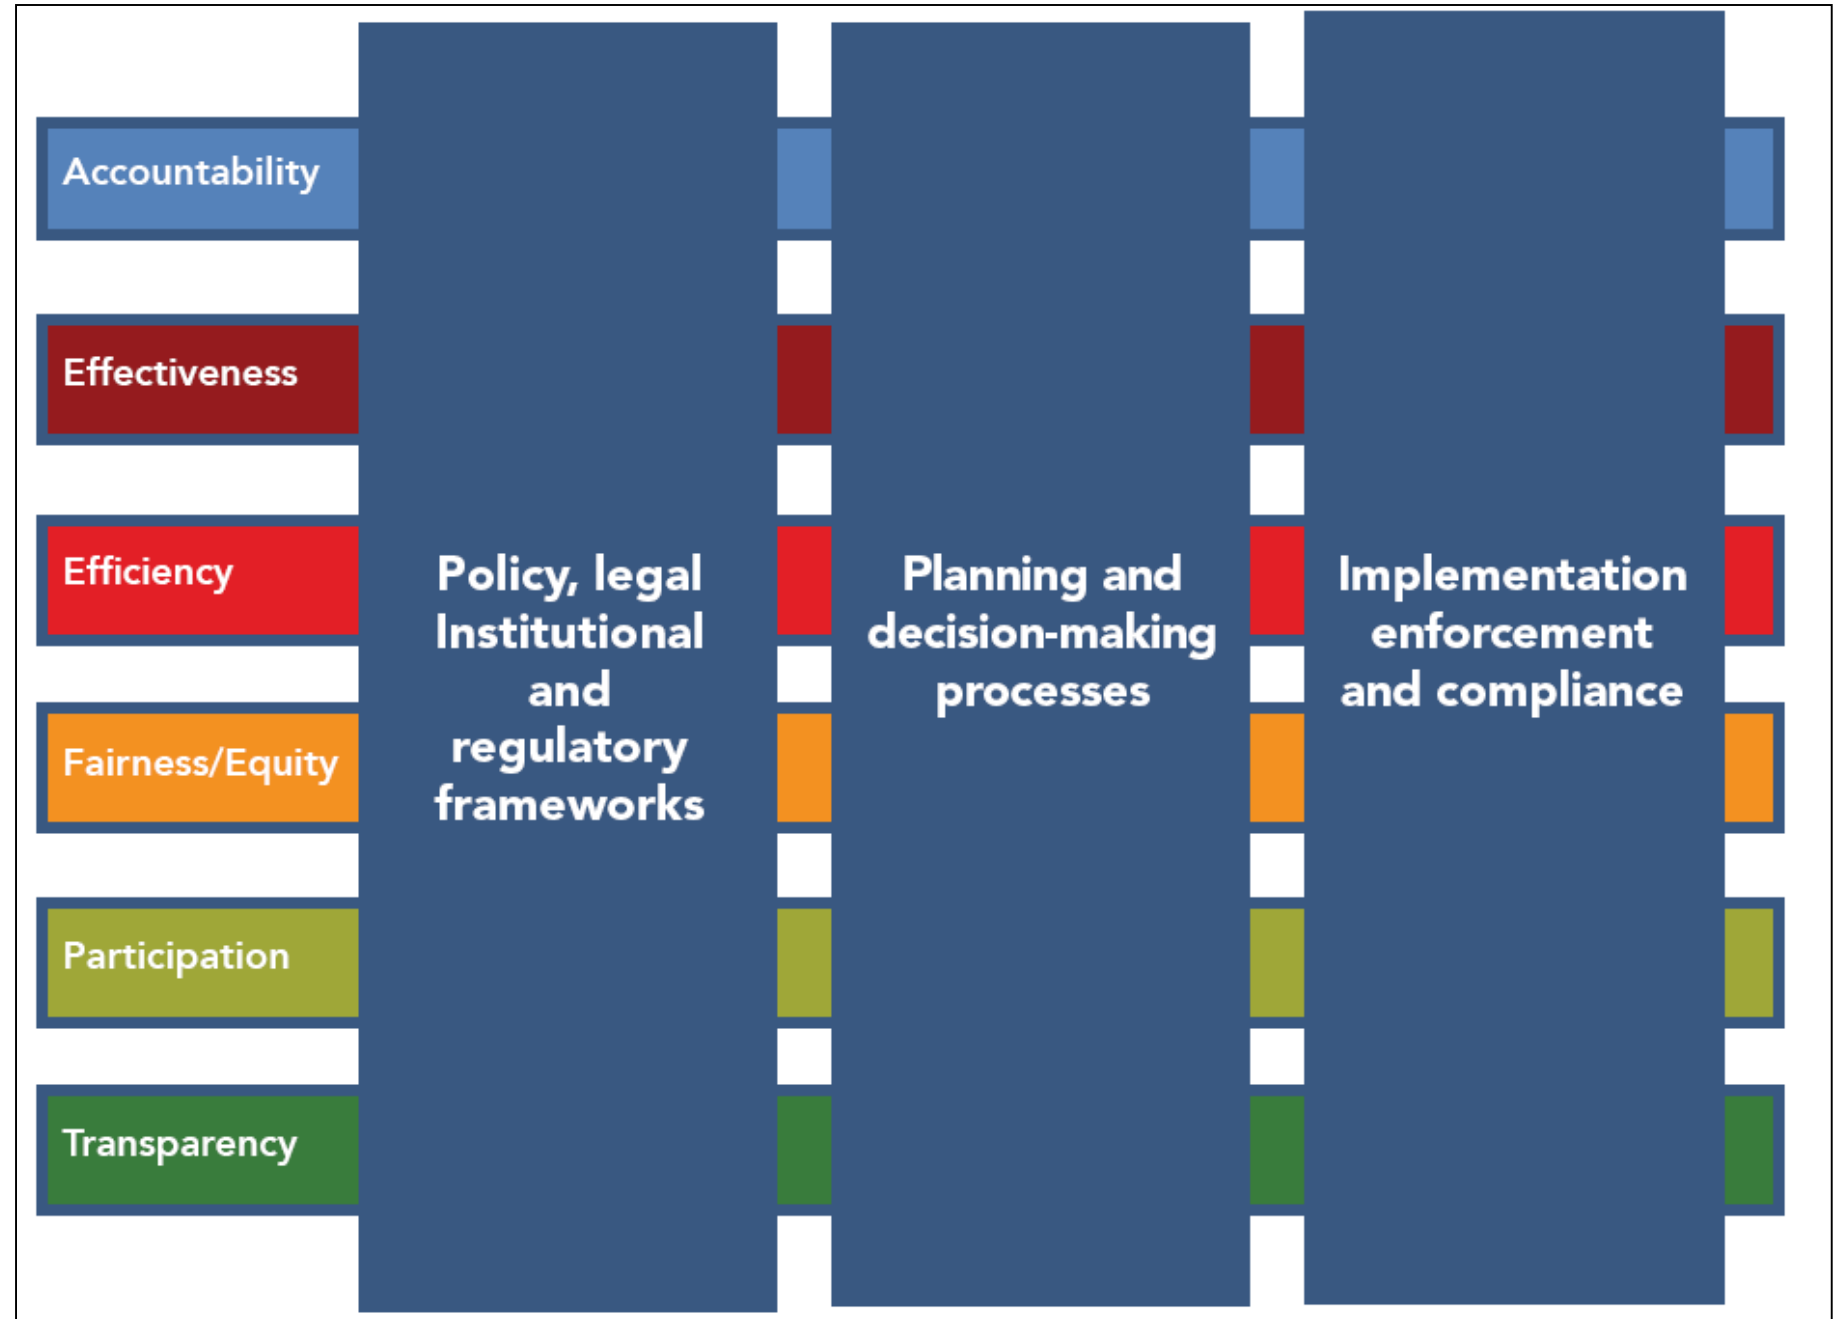 Accountability
Effectiveness
Efficiency
Fairness/Equity
Participation
Transparency
Policy, legal
Institutional
and
regulatory
frameworks
Planning and
decision-making
processes
Implementation
enforcement
and compliance